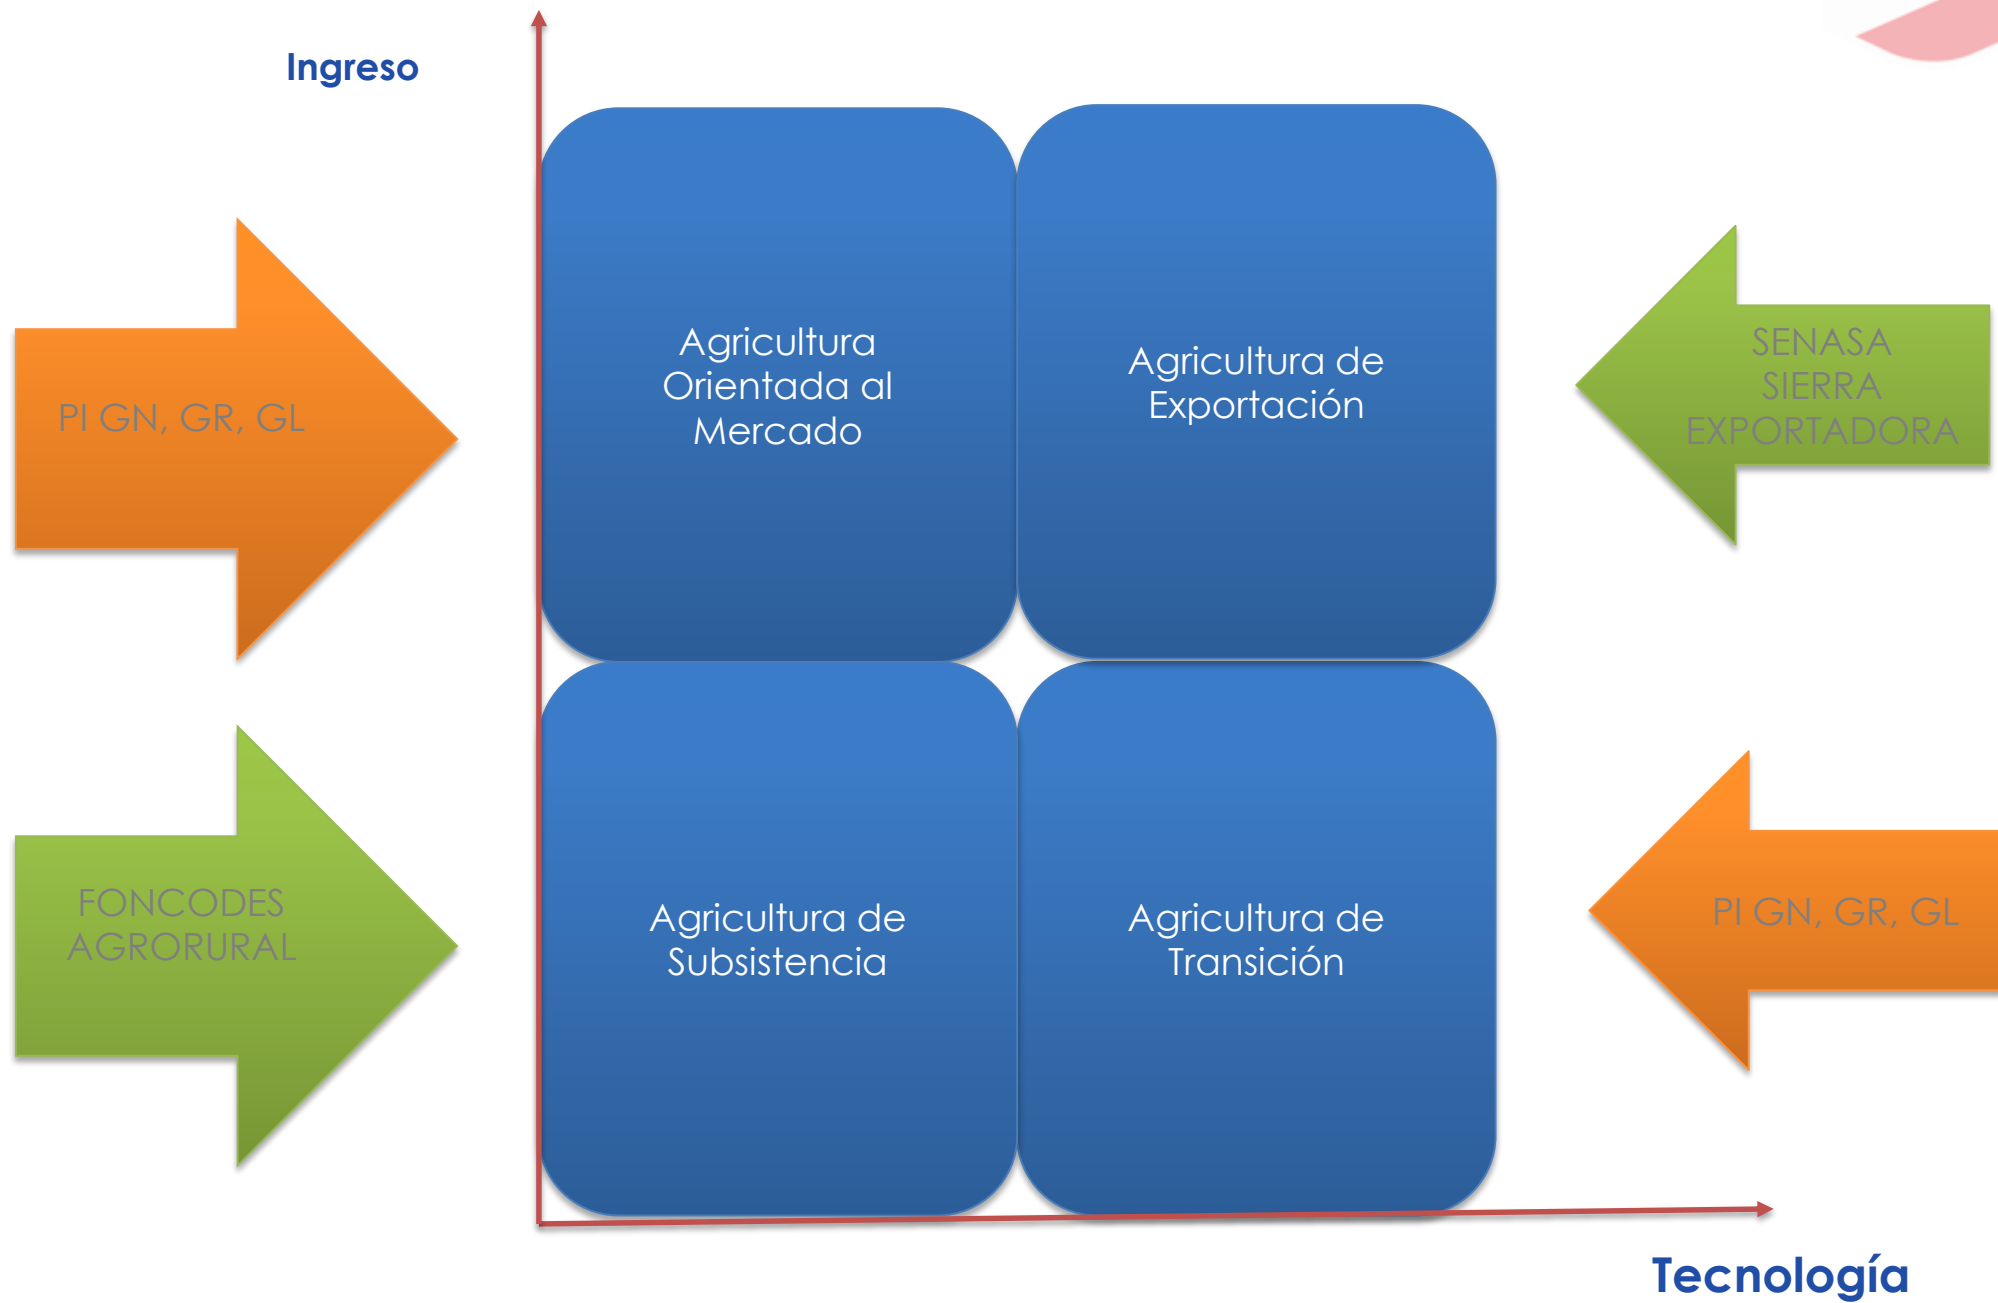 Ingreso
PI GN, GR, GL
Agricultura
Orientada al
Mercado
Agricultura de
Exportación
SENASA
SIERRA
EXPORTADORA
FONCODES
AGRORURAL
Agricultura de
Subsistencia
Agricultura de
Transición
PI GN, GR, GL
Tecnología